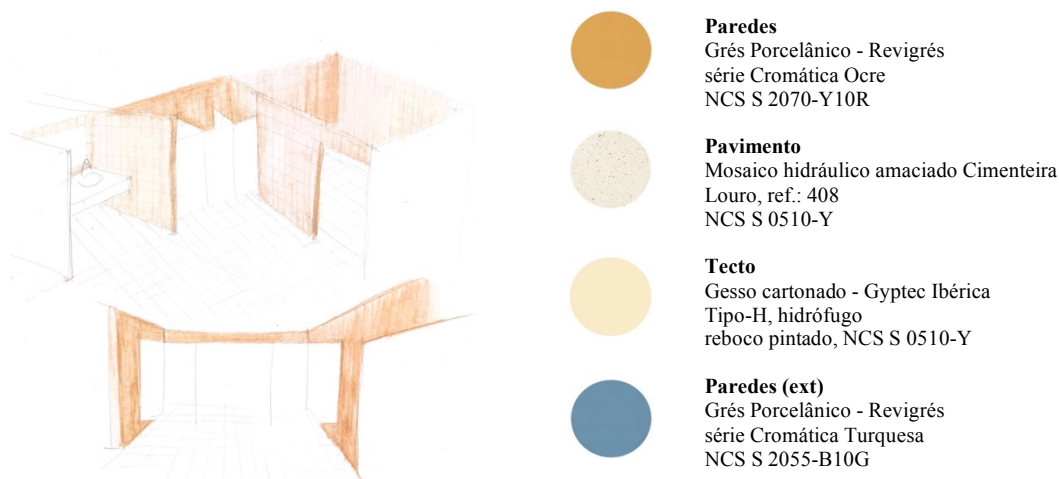 Paredes
Grés Porcelânico - Revigrés
série Cromática Ocre
NCS S 2070-Y10R
Pavimento
Mosaico hidráulico amaciado Cimenteira
Louro, ref.: 408
NCS S 0510-Y
Tecto
Gesso cartonado - Gyptec Ibérica
Tipo-H, hidrófugo
reboco pintado, NCS S 0510-Y
Paredes (ext)
Grés Porcelânico - Revigrés
série Cromática Turquesa
NCS S 2055-B10G